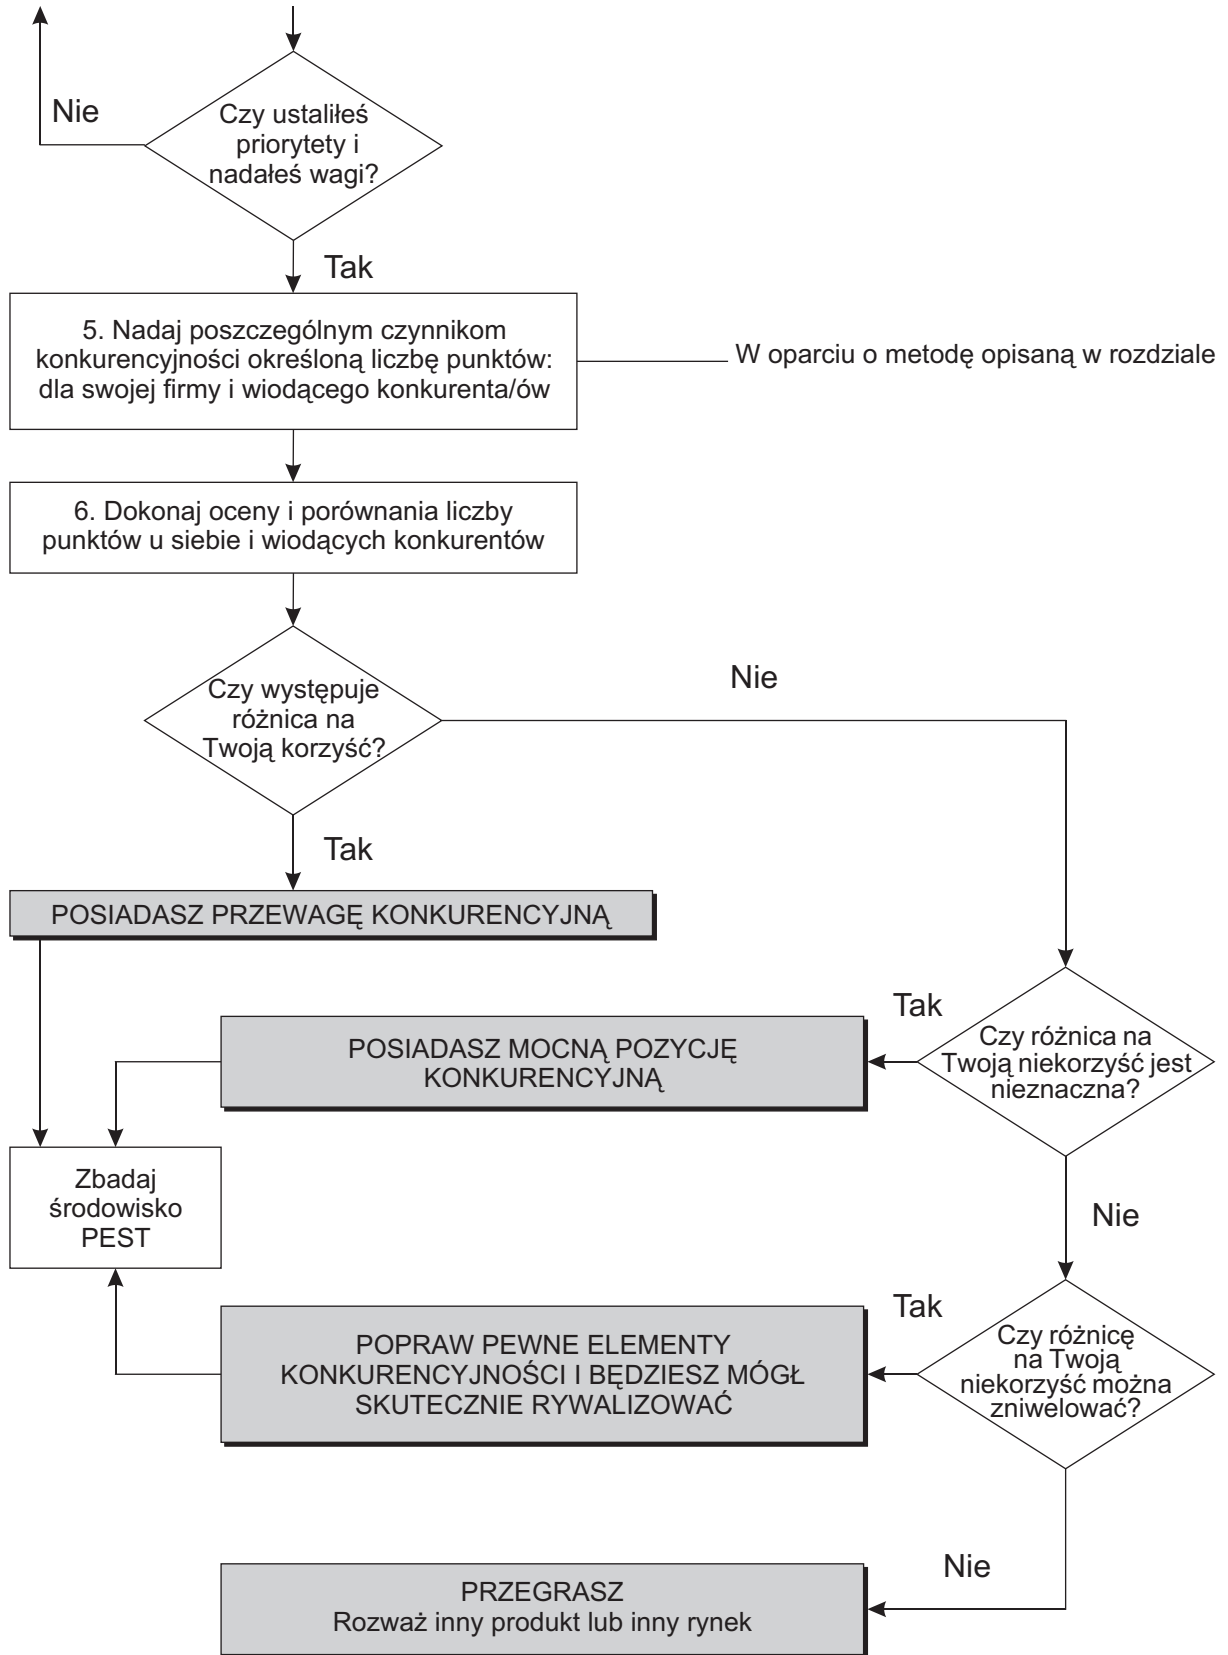 Nie
Czy ustaliłeś
priorytety i
nadałeś wagi?
Tak
5. Nadaj poszczególnym czynnikom
konkurencyjności określoną liczbę punktów:
dla swojej firmy i wiodącego konkurenta/ów
W oparciu o metodę opisaną w rozdziale
6. Dokonaj oceny i porównania liczby
punktów u siebie i wiodących konkurentów
Czy występuje
różnica na
Twoją korzyść?
Nie
Tak
POSIADASZ PRZEWAGĘ KONKURENCYJNĄ
Tak
Czy różnica na
Twoją niekorzyść jest
nieznaczna?
POSIADASZ MOCNĄ POZYCJĘ
KONKURENCYJNĄ
Zbadaj
środowisko
PEST
Nie
Tak
Czy różnicę
na Twoją
niekorzyść można
zniwelować?
POPRAW PEWNE ELEMENTY
KONKURENCYJNOŚCI I BĘDZIESZ MÓGŁ
SKUTECZNIE RYWALIZOWAĆ
Nie
PRZEGRASZ
Rozważ inny produkt lub inny rynek